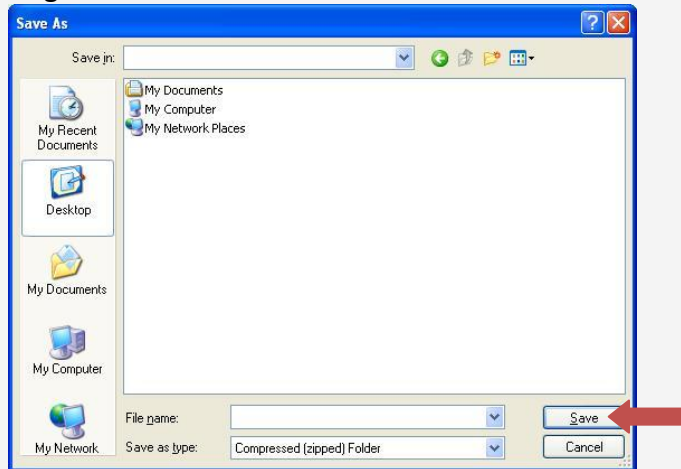 Save As
Save in:
My Documents
My Computer
My Network Places
My Recent
Documents
Desktop
My Documents
My Computer
My Network
File name:
Save
Save as type:
Compressed (zipped) Folder
Cancel